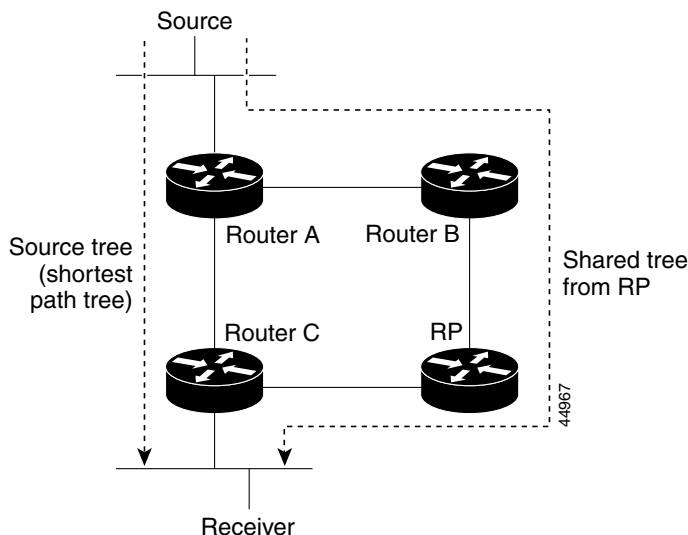 Source
Router A
Router B
Source tree
(shortest
path tree)
Shared tree
from RP
Router C
RP
44967
Receiver